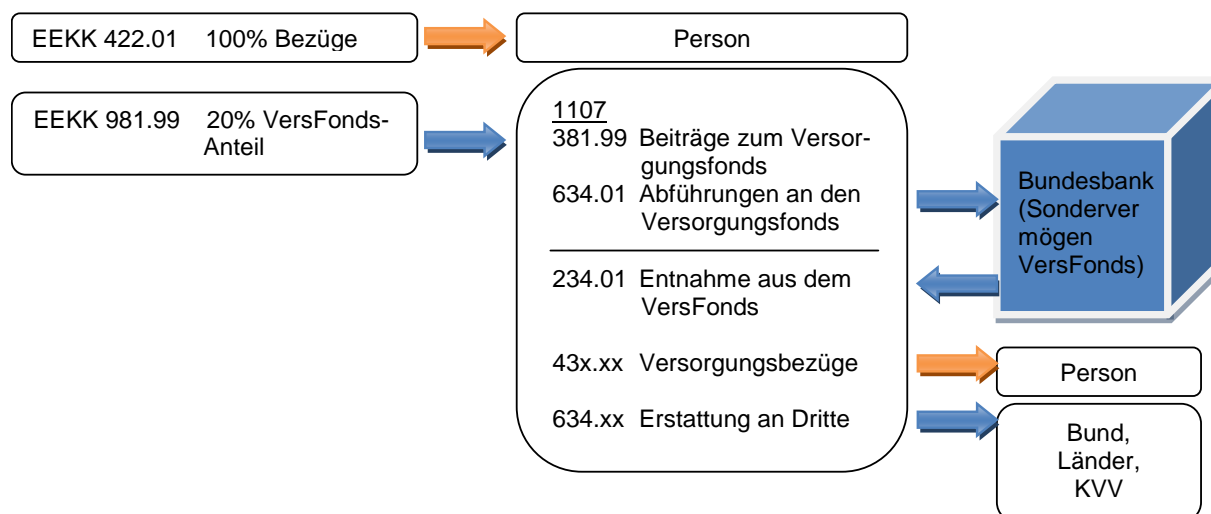 EEKK 422.01 100% Bezüge
Person
EEKK 981.99 20% VersFonds-
Anteil
1107
381.99 Beiträge zum Versor-
gungsfonds
634.01 Abführungen an den
Versorgungsfonds
234.01 Entnahme aus dem
VersFonds
43x.xx Versorgungsbezüge
634.xx Erstattung an Dritte
Bundesbank
(Sonderver
mögen
VersFonds)
Person
Bund,
Länder,
KVV